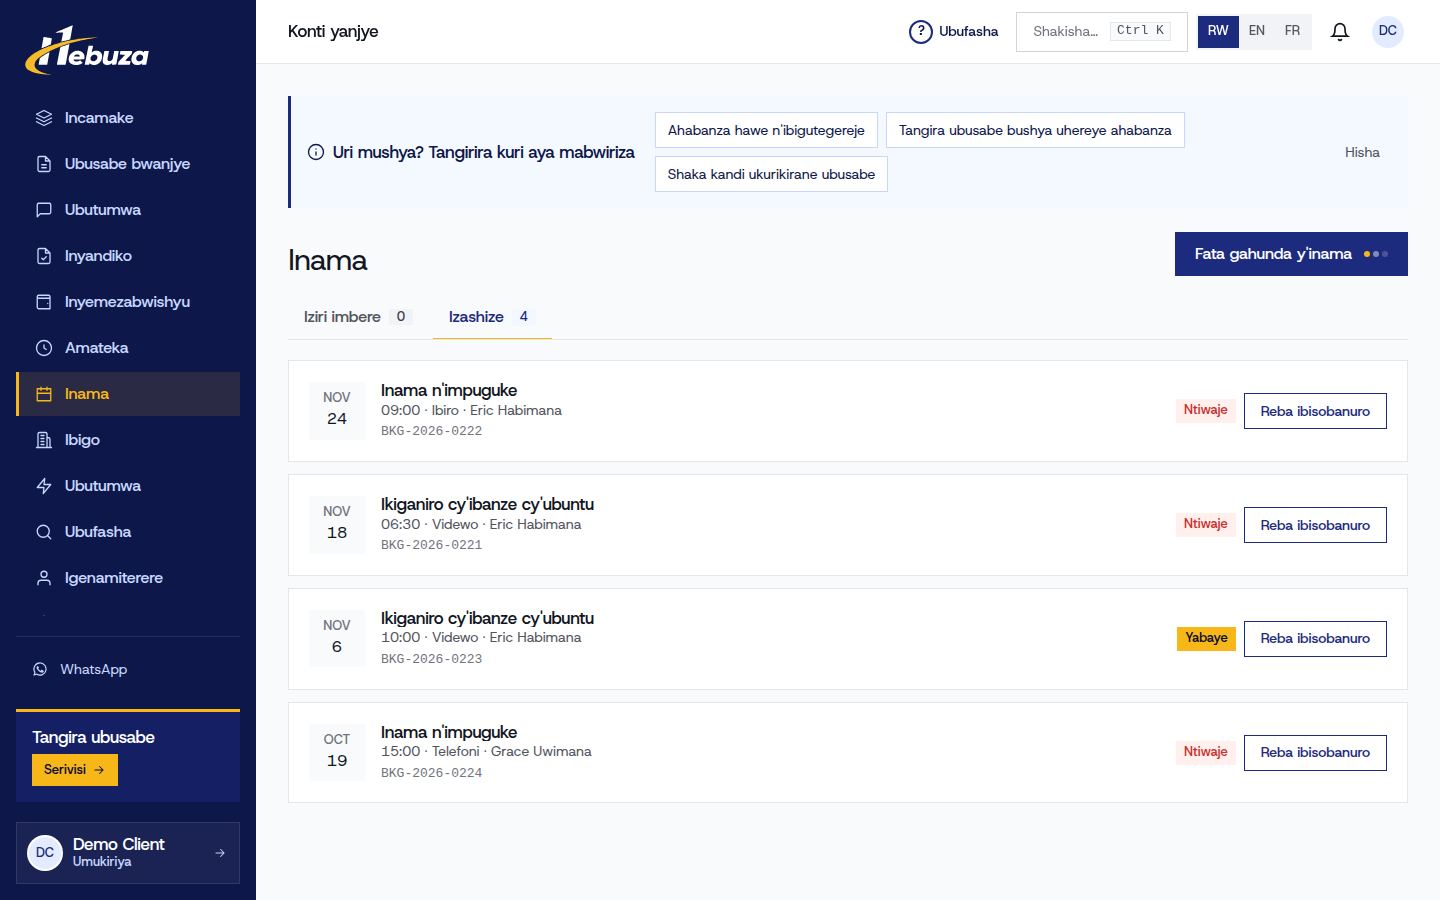 Hebuza
Incamake
Ubusabe bwanjye
Ubutumwa
Inyandiko
Inyemezabwishyu
Amateka
Inama
Ibigo
Ubutumwa
Ubufasha
Igenamiterere
WhatsApp
Tangira ubusabe
Serivisi
DC
Demo Client
Umukiriya
Konti yanjye
? Ubufasha
Shakisha... Ctrl K
RW EN FR
DC
Uri mushya? Tangirira kuri aya mabwiriza
Ahabanza hawe n'ibigutegereje
Tangira ubusabe bushya uhereye ahabanza
Shaka kandi ukurikirane ubusabe
Hisha
Inama
Fata gahunda y'inama
Iziri imbere 0
Izashize 4
NOV
24
Inama n'impuguke
09:00 · Ibiro · Eric Habimana
BKG-2026-0222
Ntiwaje
Reba ibisobanuro
NOV
18
Ikiganiro cy'ibanze cy'ubuntu
06:30 · Videwo · Eric Habimana
BKG-2026-0221
Ntiwaje
Reba ibisobanuro
NOV
6
Ikiganiro cy'ibanze cy'ubuntu
10:00 · Videwo · Eric Habimana
BKG-2026-0223
Yabaye
Reba ibisobanuro
OCT
19
Inama n'impuguke
15:00 · Telefoni · Grace Uwimana
BKG-2026-0224
Ntiwaje
Reba ibisobanuro